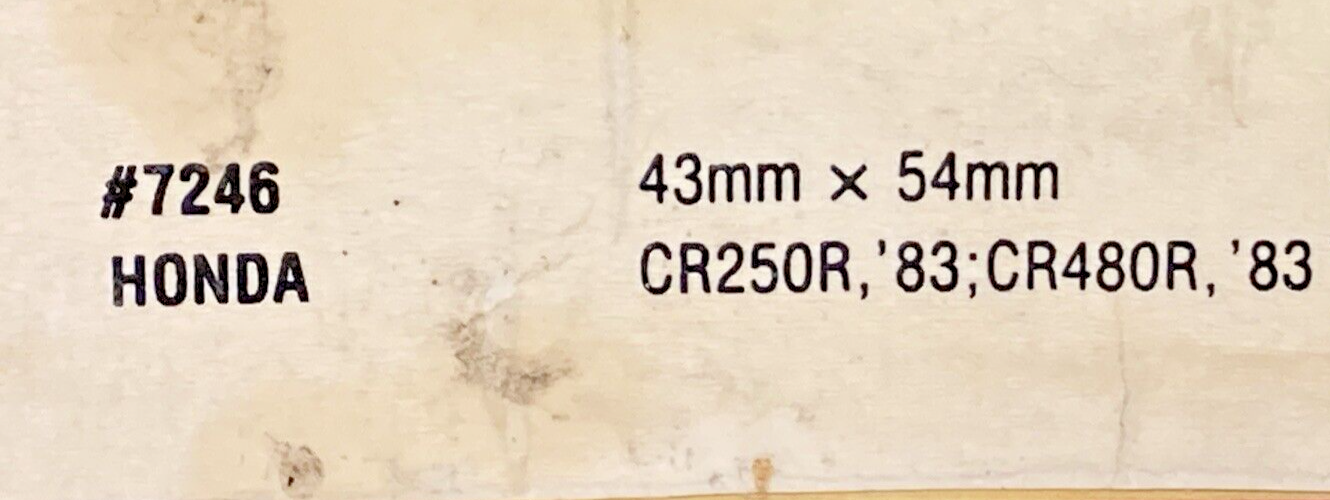 #7246 43mm × 54mm
HONDA CR250R, '83;CR480R, '83